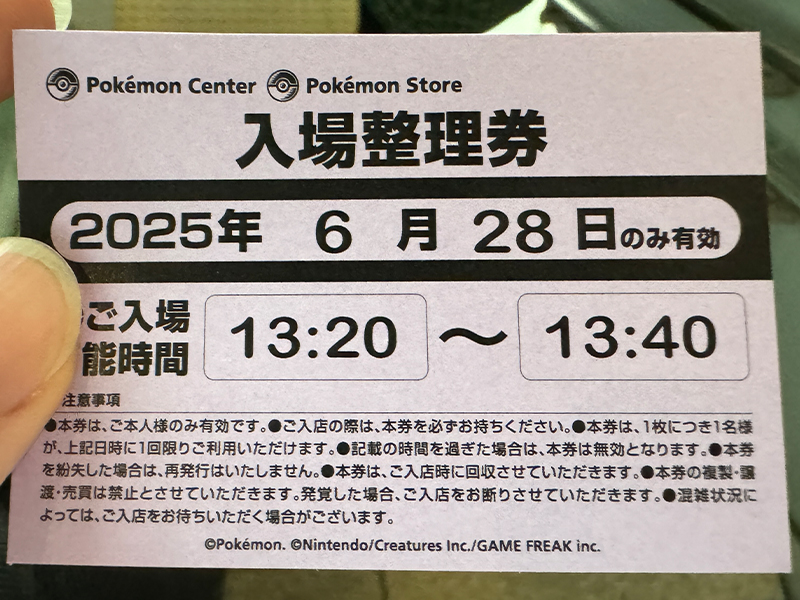 Pokémon Center Pokémon Store
入場整理券
2025年 6 月 28 日のみ有効
ご入場 13:20 〜 13:40
能時間
注意事項
●本券は、ご本人様のみ有効です。●ご入店の際は、本券を必ずお持ちください。●本券は、1枚につき1名様
が、上記日時に1回限りご利用いただけます。●記載の時間を過ぎた場合は、本券は無効となります。●本券
を紛失した場合は、再発行はいたしません。●本券は、ご入店時に回収させていただきます。●本券の複製・譲
渡・売買は禁止とさせていただきます。発覚した場合、ご入店をお断りさせていただきます。●混雑状況に
よっては、ご入店をお待ちいただく場合がございます。
©Pokémon. ©Nintendo/Creatures Inc./GAME FREAK inc.